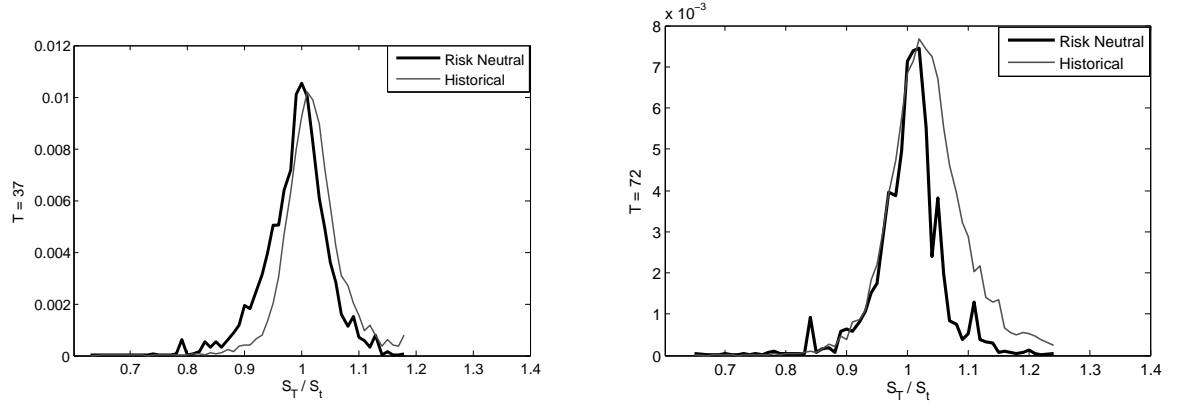 0.012
0.01
0.008
0.006
0.004
0.002
0
0.7 0.8 0.9 1 1.1 1.2 1.3 1.4
T = 37
S_T / S_t
Risk Neutral
Historical
x 10⁻³
8
7
6
5
4
3
2
1
0
0.7 0.8 0.9 1 1.1 1.2 1.3 1.4
T = 72
S_T / S_t
Risk Neutral
Historical